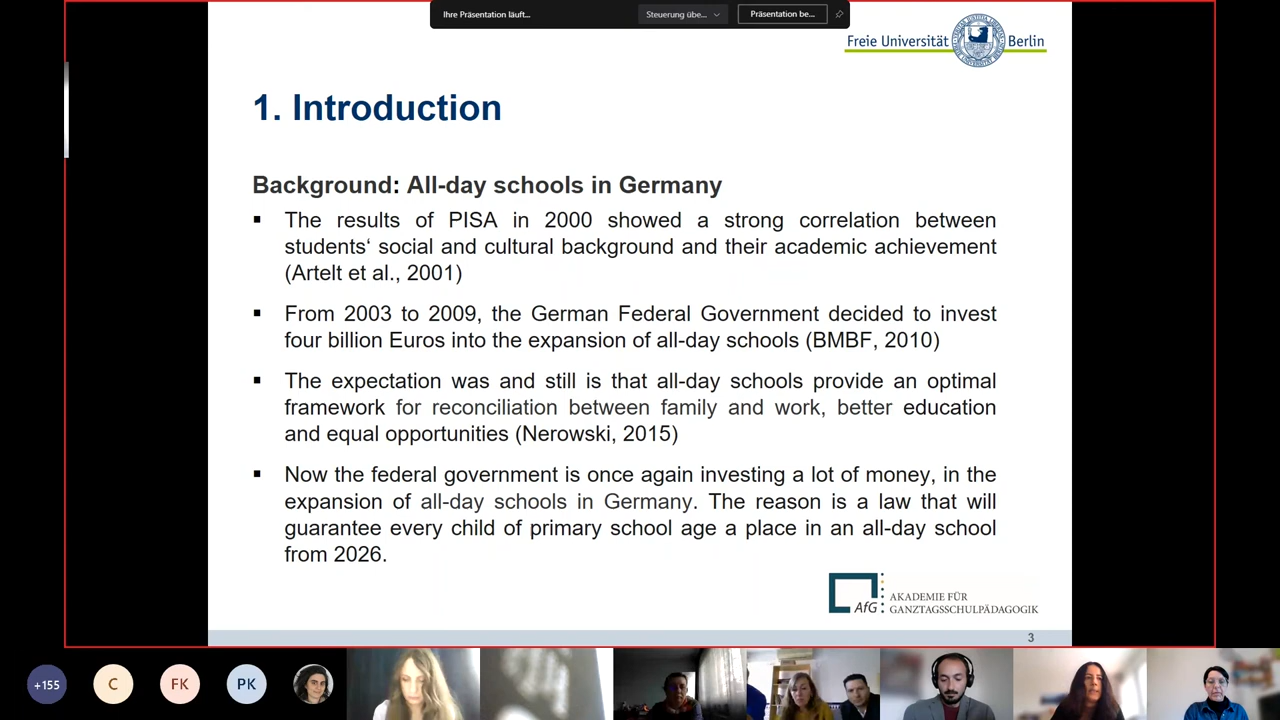 Ihre Präsentation läuft...
Steuerung übe...
Präsentation be...
Freie Universität Berlin
1. Introduction
Background: All-day schools in Germany
▪ The results of PISA in 2000 showed a strong correlation between
students‘ social and cultural background and their academic achievement
(Artelt et al., 2001)
▪ From 2003 to 2009, the German Federal Government decided to invest
four billion Euros into the expansion of all-day schools (BMBF, 2010)
▪ The expectation was and still is that all-day schools provide an optimal
framework for reconciliation between family and work, better education
and equal opportunities (Nerowski, 2015)
▪ Now the federal government is once again investing a lot of money, in the
expansion of all-day schools in Germany. The reason is a law that will
guarantee every child of primary school age a place in an all-day school
from 2026.
AfG
AKADEMIE FÜR
GANZTAGSSCHULPÄDAGOGIK
3
+155
C
FK
PK